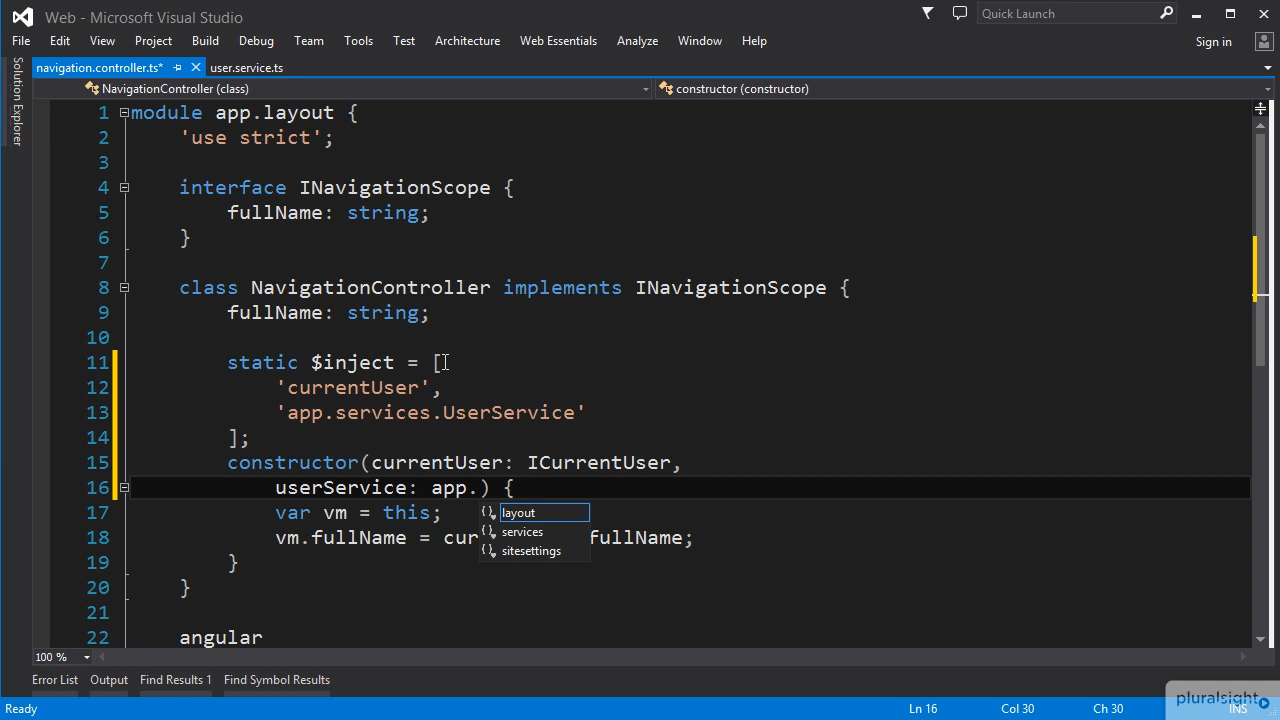 Web - Microsoft Visual Studio
Quick Launch
File Edit View Project Build Debug Team Tools Test Architecture Web Essentials Analyze Window Help
Sign in
navigation.controller.ts* user.service.ts
NavigationController (class) constructor (constructor)
Solution Explorer
1 module app.layout {
2 'use strict';
3
4 interface INavigationScope {
5 fullName: string;
6 }
7
8 class NavigationController implements INavigationScope {
9 fullName: string;
10
11 static $inject = [
12 'currentUser',
13 'app.services.UserService'
14 ];
15 constructor(currentUser: ICurrentUser,
16 userService: app.) {
17 var vm = this;
layout
services
18 vm.fullName = cur fullName;
sitesettings
19 }
20 }
21
22 angular
100 %
Error List Output Find Results 1 Find Symbol Results
pluralsight
Ready Ln 16 Col 30 Ch 30 INS